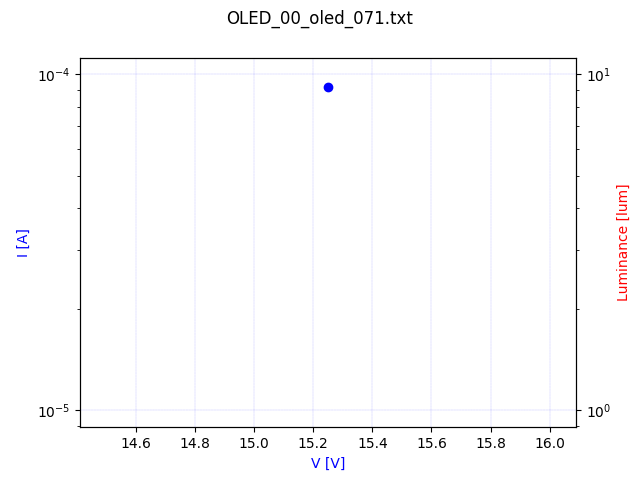 OLED_00_oled_071.txt
10⁻⁴
10⁻⁵
I [A]
10¹
10⁰
Luminance [lum]
14.6 14.8 15.0 15.2 15.4 15.6 15.8 16.0
V [V]